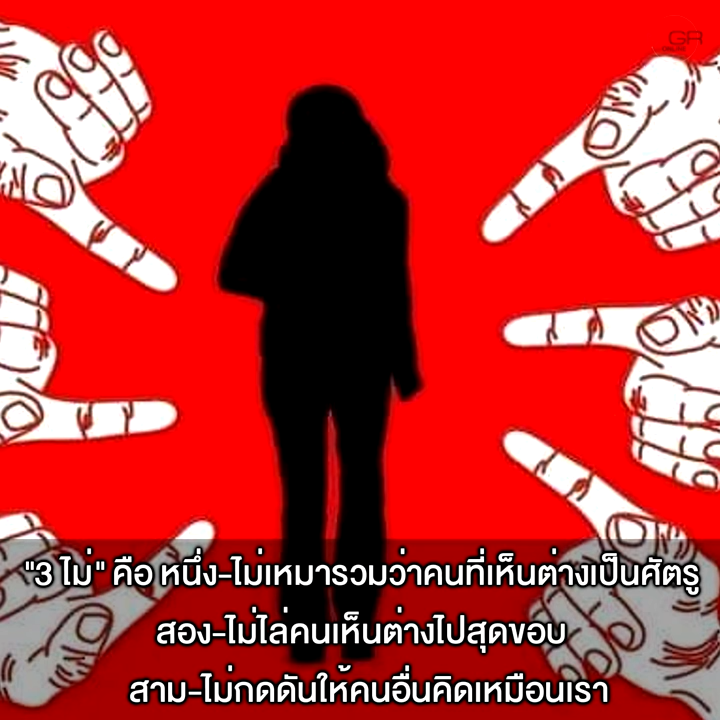 GR
"3 ไม่" คือ หนึ่ง-ไม่เหมารวมว่าคนที่เห็นต่างเป็นศัตรู
สอง-ไม่ไล่คนเห็นต่างไปสุดขอบ
สาม-ไม่กดดันให้คนอื่นคิดเหมือนเรา